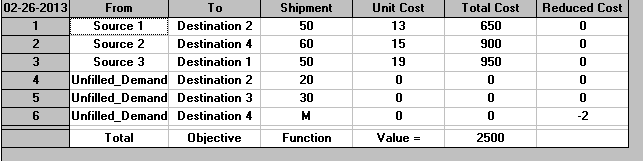 02-26-2013 From To Shipment Unit Cost Total Cost Reduced Cost
1 Source 1 Destination 2 50 13 650 0
2 Source 2 Destination 4 60 15 900 0
3 Source 3 Destination 1 50 19 950 0
4 Unfilled_Demand Destination 2 20 0 0 0
5 Unfilled_Demand Destination 3 30 0 0 0
6 Unfilled_Demand Destination 4 M 0 0 -2
Total Objective Function Value = 2500